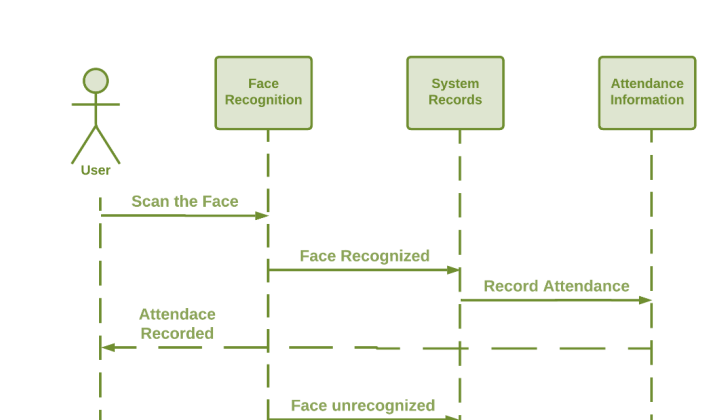 Face
Recognition
System
Records
Attendance
Information
User
Scan the Face
Face Recognized
Record Attendance
Attendace
Recorded
Face unrecognized